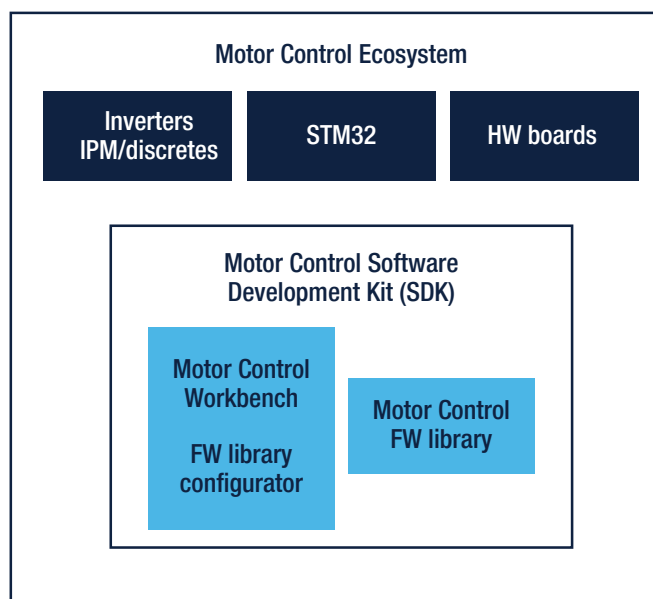 Motor Control Ecosystem
Inverters
IPM/discretes
STM32
HW boards
Motor Control Software
Development Kit (SDK)
Motor Control
Workbench
FW library
configurator
Motor Control
FW library